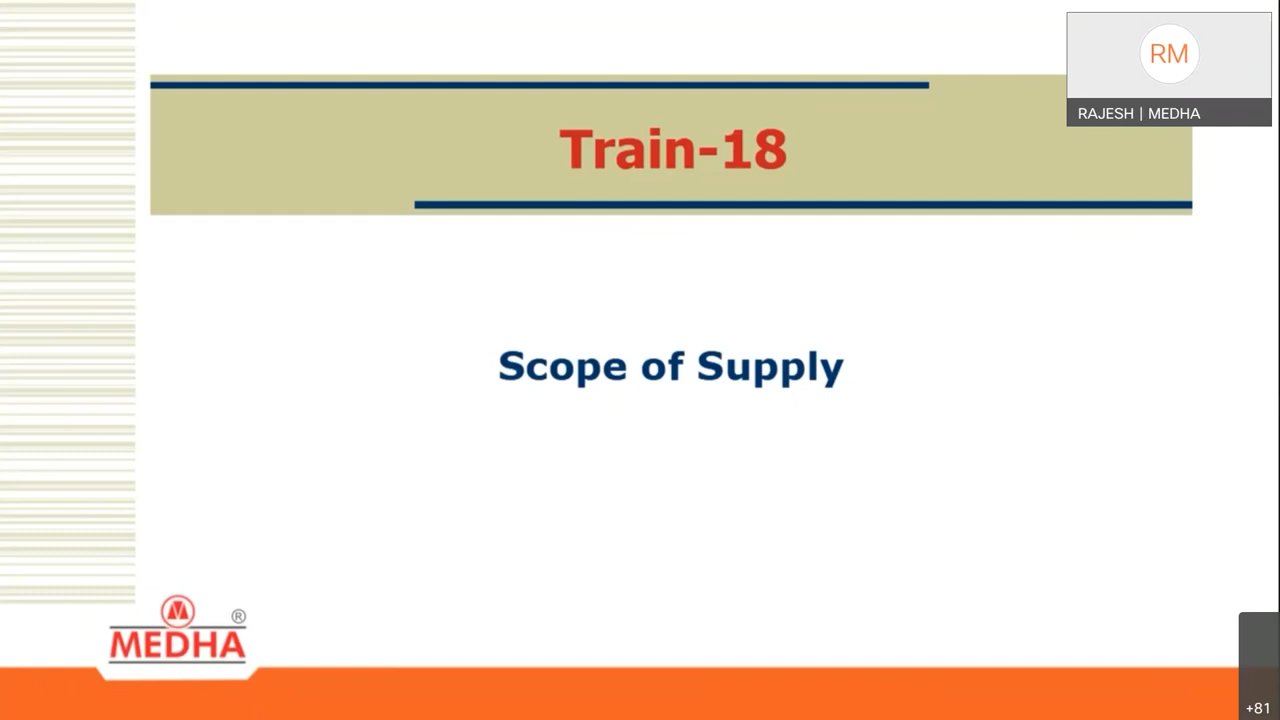 RM
RAJESH | MEDHA
Train-18
Scope of Supply
®
MEDHA
+81